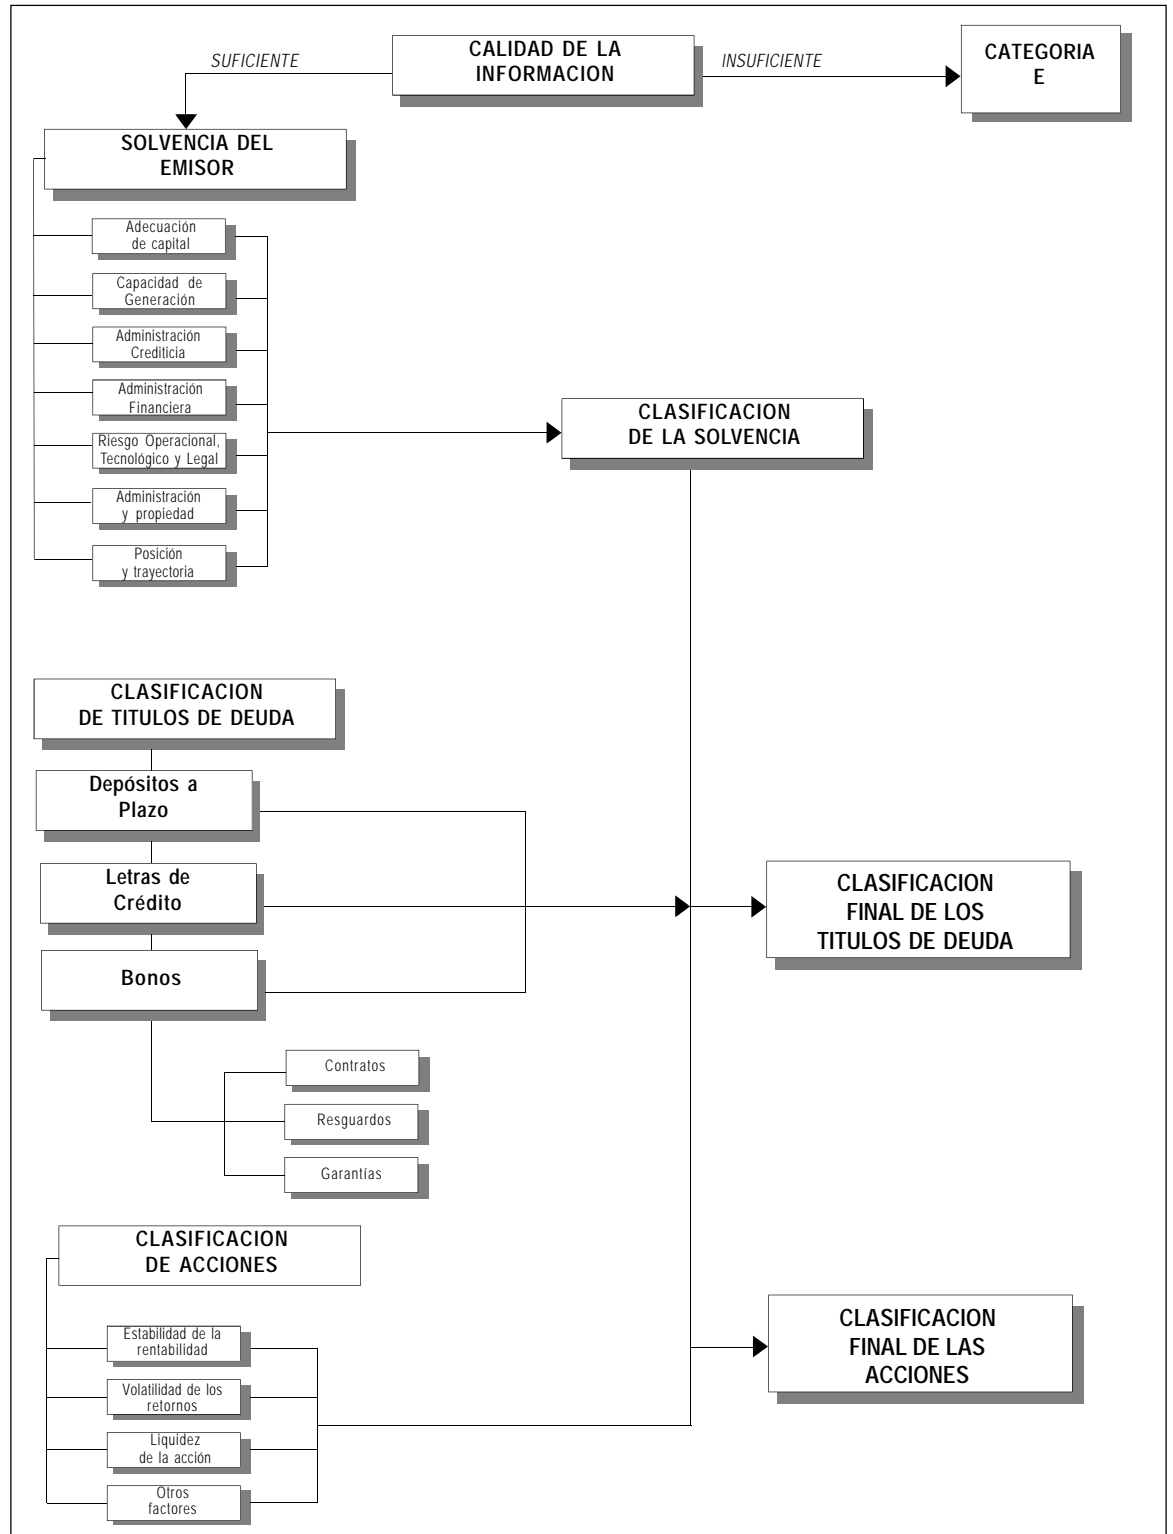 CALIDAD DE LA
INFORMACION
SUFICIENTE
INSUFICIENTE
CATEGORIA
E
SOLVENCIA DEL
EMISOR
Adecuación
de capital
Capacidad de
Generación
Administración
Crediticia
Administración
Financiera
Riesgo Operacional,
Tecnológico y Legal
Administración
y propiedad
Posición
y trayectoria
CLASIFICACION
DE LA SOLVENCIA
CLASIFICACION
DE TITULOS DE DEUDA
Depósitos a
Plazo
Letras de
Crédito
Bonos
CLASIFICACION
FINAL DE LOS
TITULOS DE DEUDA
Contratos
Resguardos
Garantías
CLASIFICACION
DE ACCIONES
Estabilidad de la
rentabilidad
Volatilidad de los
retornos
Liquidez
de la acción
Otros
factores
CLASIFICACION
FINAL DE LAS
ACCIONES